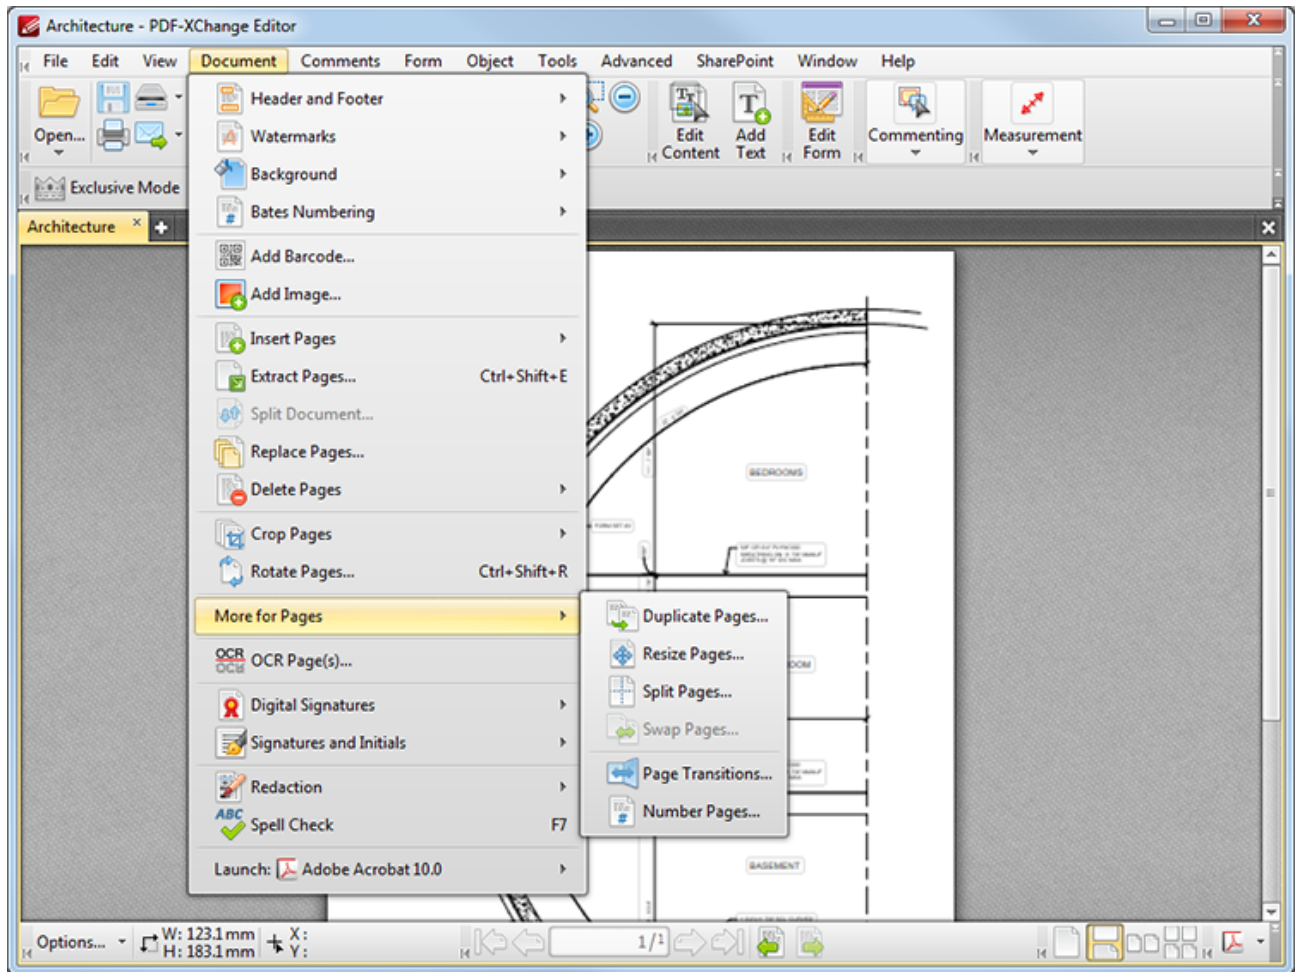 Architecture - PDF-XChange Editor
File Edit View Document Comments Form Object Tools Advanced SharePoint Window Help
Open...
Edit Content
Add Text
Edit Form
Commenting
Measurement
Exclusive Mode
Architecture
Header and Footer
Watermarks
Background
Bates Numbering
Add Barcode...
Add Image...
Insert Pages
Extract Pages... Ctrl+Shift+E
Split Document...
Replace Pages...
Delete Pages
Crop Pages
Rotate Pages... Ctrl+Shift+R
More for Pages
OCR OCR Page(s)...
Digital Signatures
Signatures and Initials
Redaction
ABC Spell Check F7
Launch: Adobe Acrobat 10.0
Duplicate Pages...
Resize Pages...
Split Pages...
Swap Pages...
Page Transitions...
Number Pages...
BEDROOMS
BASEMENT
Options...
W: 123.1 mm
H: 183.1 mm
X:
Y:
1/1